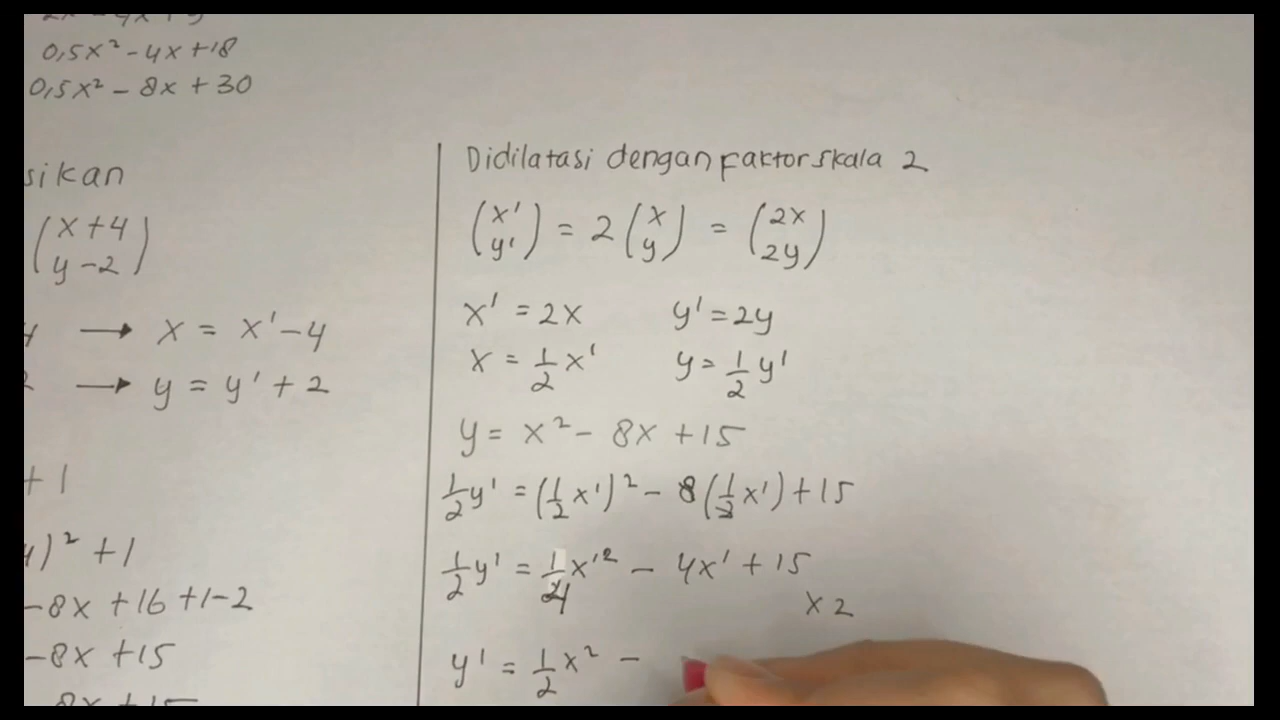 0,5x² - 4x + 18
0,5x² - 8x + 30
sikan
(x+4
y-2)
→ x = x' - 4
→ y = y' + 2
+ 1
)² + 1
-8x + 16 + 1 - 2
-8x + 15
Didilatasi dengan faktor skala 2
(x'
y') = 2 (x
y) = (2x
2y)
x' = 2x y' = 2y
x = 1/2 x' y = 1/2 y'
y = x² - 8x + 15
1/2 y' = (1/2 x')² - 8(1/2 x') + 15
1/2 y' = 1/4 x'² - 4x' + 15
x 2
y' = 1/2 x² -